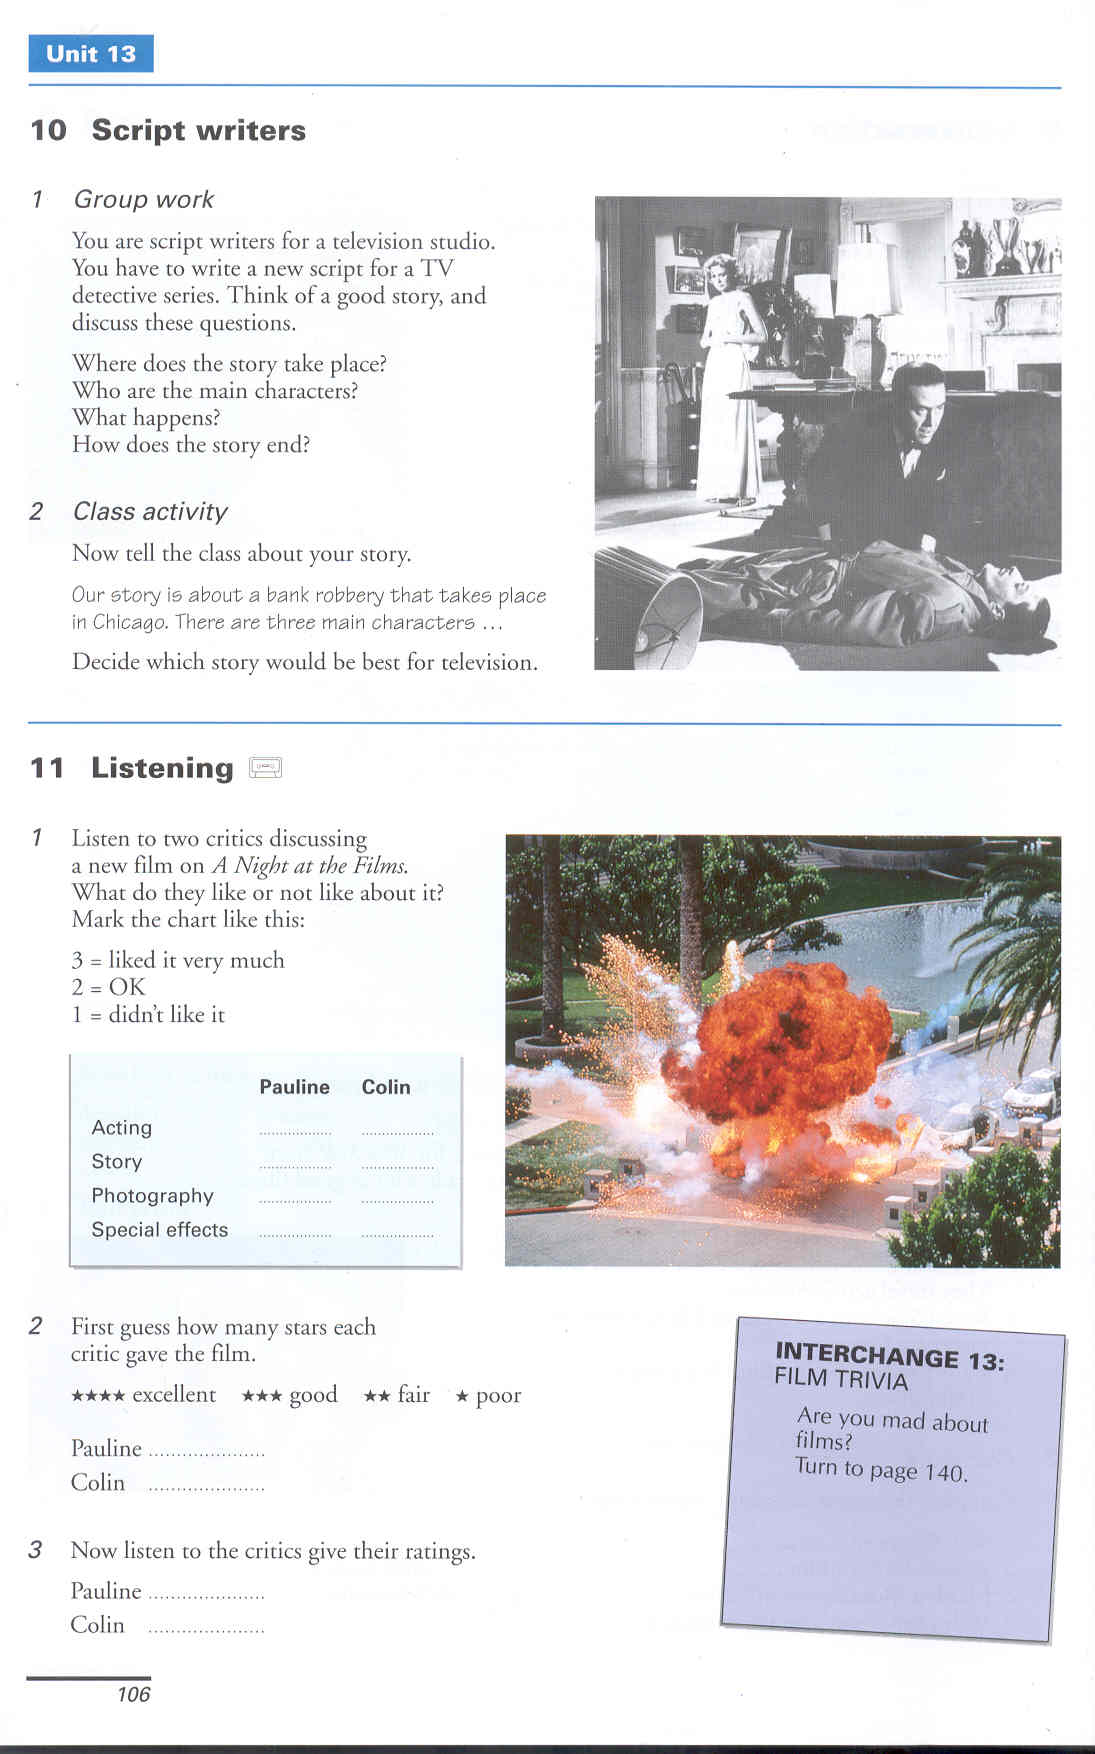 Unit 13
10 Script writers
1 Group work
You are script writers for a television studio.
You have to write a new script for a TV
detective series. Think of a good story, and
discuss these questions.
Where does the story take place?
Who are the main characters?
What happens?
How does the story end?
2 Class activity
Now tell the class about your story.
Our story is about a bank robbery that takes place
in Chicago. There are three main characters ...
Decide which story would be best for television.
11 Listening
1 Listen to two critics discussing
a new film on A Night at the Films.
What do they like or not like about it?
Mark the chart like this:
3 = liked it very much
2 = OK
1 = didn't like it
Pauline Colin
Acting .................. ..................
Story .................. ..................
Photography .................. ..................
Special effects .................. ..................
2 First guess how many stars each
critic gave the film.
★★★★ excellent ★★★ good ★★ fair ★ poor
Pauline .....................
Colin .....................
3 Now listen to the critics give their ratings.
Pauline .....................
Colin .....................
INTERCHANGE 13:
FILM TRIVIA
Are you mad about
films?
Turn to page 140.
106